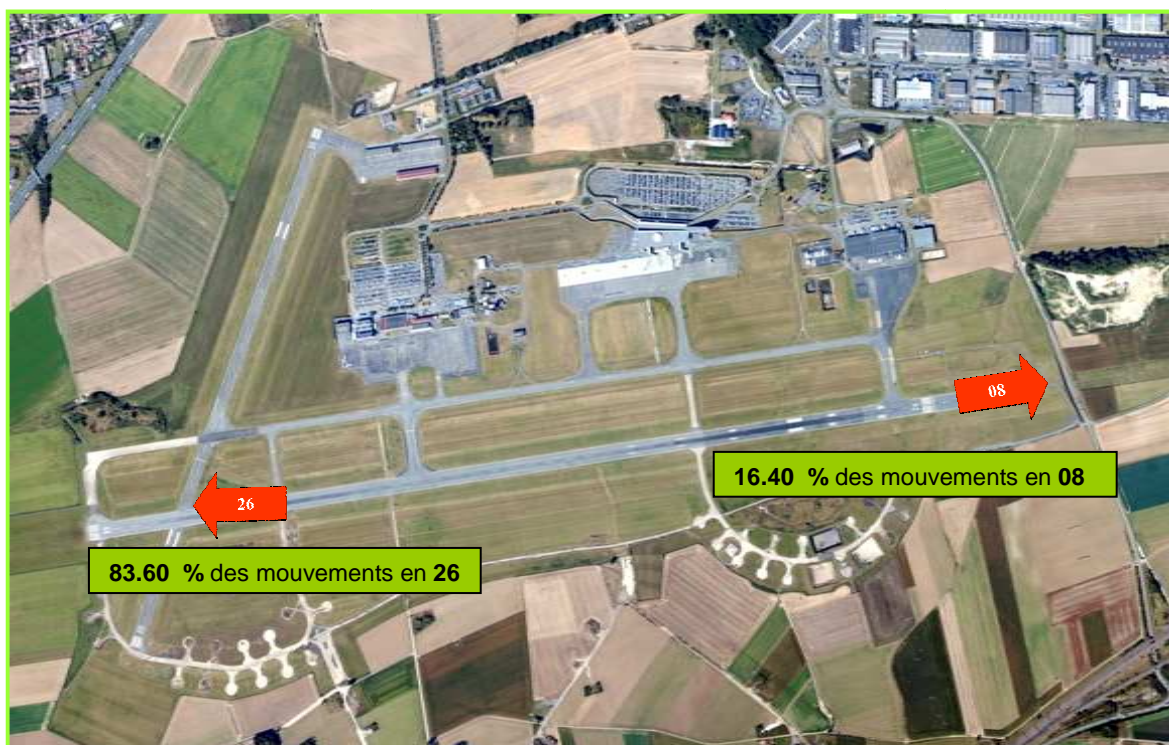 08
16.40 % des mouvements en 08
26
83.60 % des mouvements en 26